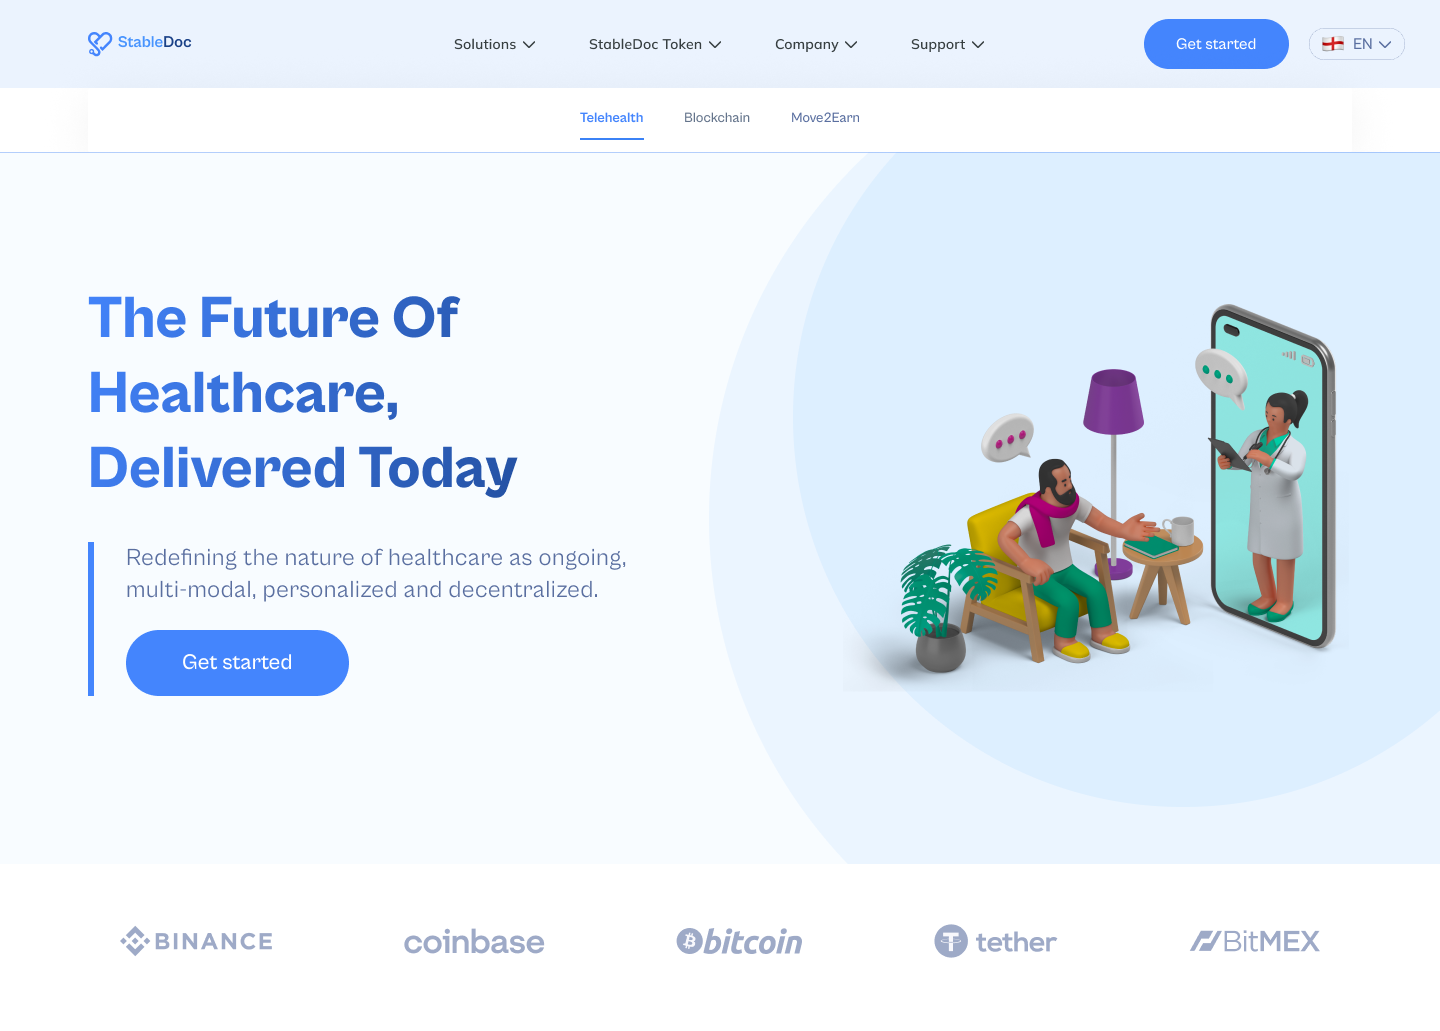 StableDoc
Solutions
StableDoc Token
Company
Support
Get started
EN
Telehealth
Blockchain
Move2Earn
The Future Of
Healthcare,
Delivered Today
Redefining the nature of healthcare as ongoing,
multi-modal, personalized and decentralized.
Get started
BINANCE
coinbase
bitcoin
tether
BitMEX